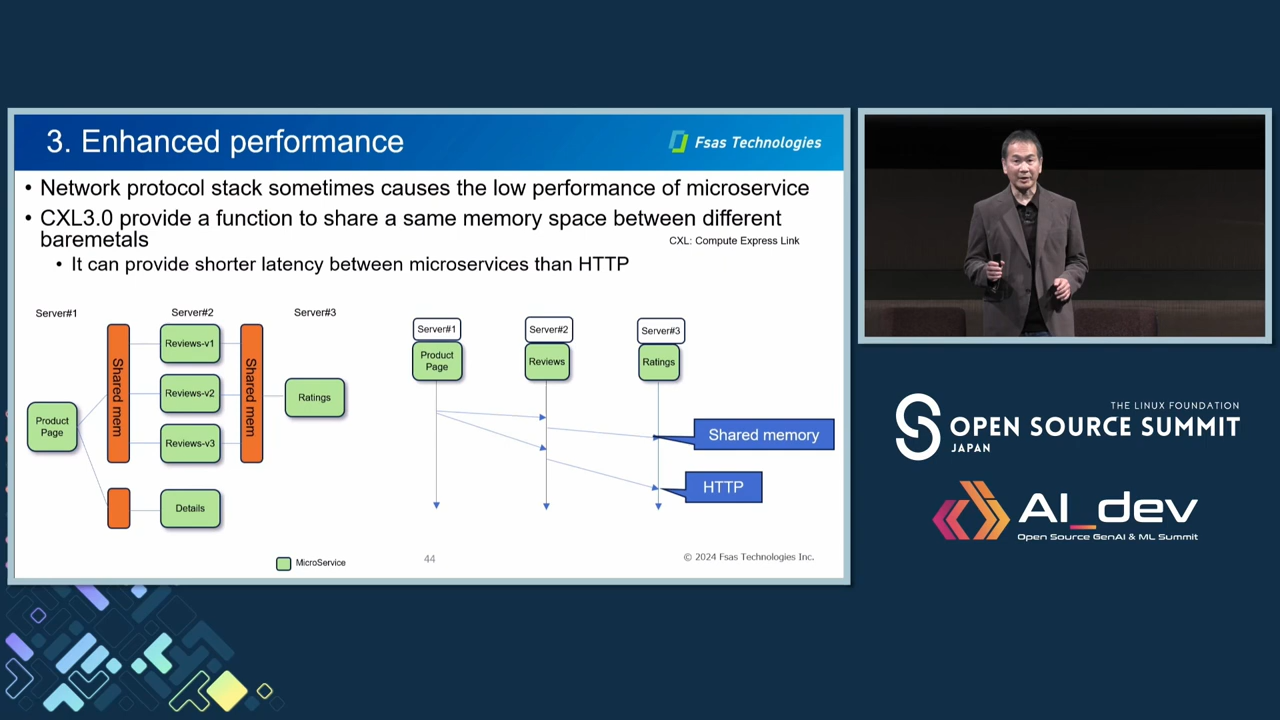 3. Enhanced performance
Fsas Technologies
• Network protocol stack sometimes causes the low performance of microservice
• CXL3.0 provide a function to share a same memory space between different
baremetals
CXL: Compute Express Link
• It can provide shorter latency between microservices than HTTP
Server#1
Server#2
Server#3
Shared mem
Reviews-v1
Reviews-v2
Reviews-v3
Shared mem
Product
Page
Ratings
Details
Server#1
Product
Page
Server#2
Reviews
Server#3
Ratings
Shared memory
HTTP
MicroService
44
© 2024 Fsas Technologies Inc.
THE LINUX FOUNDATION
OPEN SOURCE SUMMIT
JAPAN
AI_dev
Open Source GenAI & ML Summit